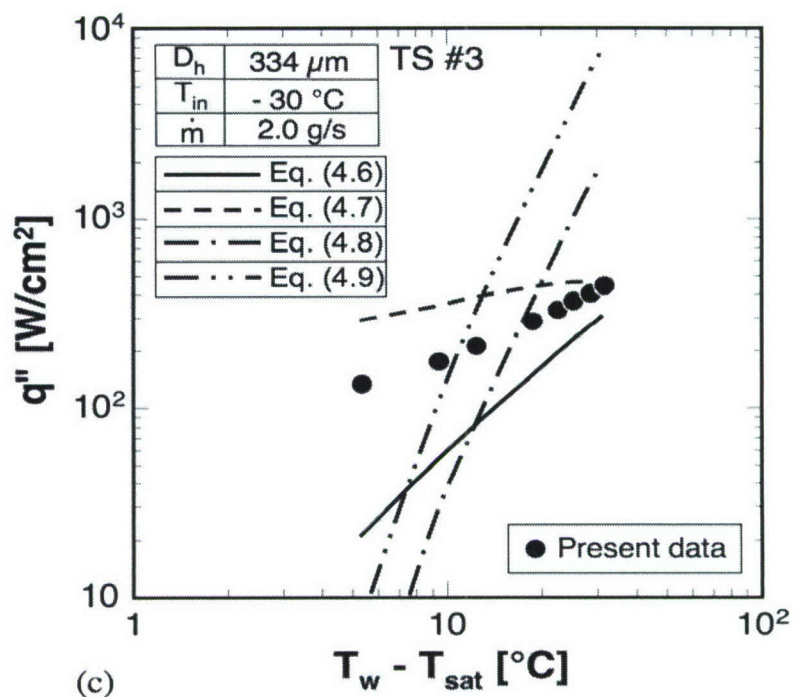 10⁴
D_h 334 µm TS #3
T_in - 30 °C
ṁ 2.0 g/s
Eq. (4.6)
Eq. (4.7)
Eq. (4.8)
Eq. (4.9)
10³
q" [W/cm²]
10²
Present data
10
1 10 10²
T_w - T_sat [°C]
(c)